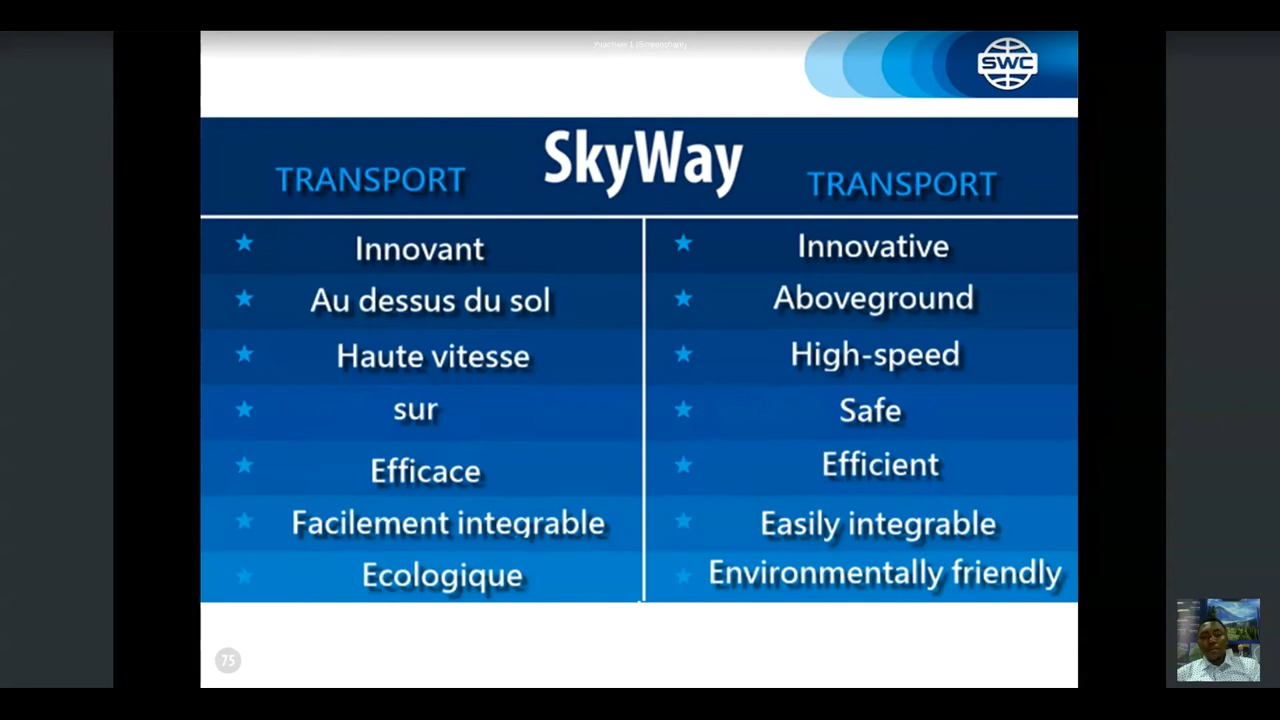 SWC
SkyWay
TRANSPORT
TRANSPORT
Innovant
Innovative
Au dessus du sol
Aboveground
Haute vitesse
High-speed
sur
Safe
Efficace
Efficient
Facilement integrable
Easily integrable
Ecologique
Environmentally friendly
75